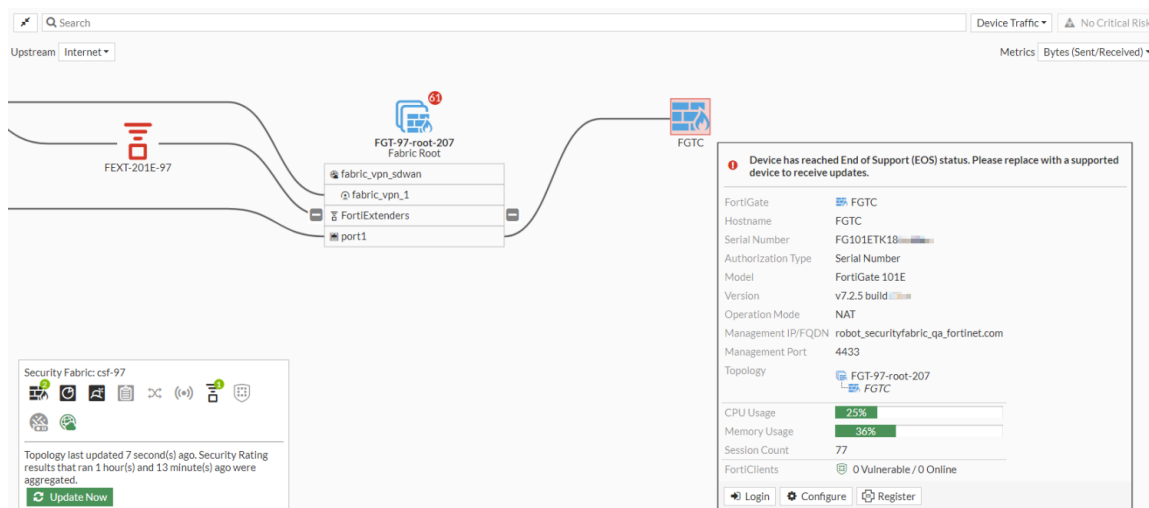 Search
Device Traffic
No Critical Risk
Upstream Internet
Metrics Bytes (Sent/Received)
61
FEXT-201E-97
FGT-97-root-207
Fabric Root
fabric_vpn_sdwan
fabric_vpn_1
FortiExtenders
port1
FGTC
Device has reached End of Support (EOS) status. Please replace with a supported
device to receive updates.
FortiGate FGTC
Hostname FGTC
Serial Number FG101ETK18
Authorization Type Serial Number
Model FortiGate 101E
Version v7.2.5 build
Operation Mode NAT
Management IP/FQDN robot_securityfabric_qa_fortinet.com
Management Port 4433
Topology FGT-97-root-207
FGTC
CPU Usage 25%
Memory Usage 36%
Session Count 77
FortiClients 0 Vulnerable / 0 Online
Login Configure Register
Security Fabric: csf-97
2 1
Topology last updated 7 second(s) ago. Security Rating
results that ran 1 hour(s) and 13 minute(s) ago were
aggregated.
Update Now